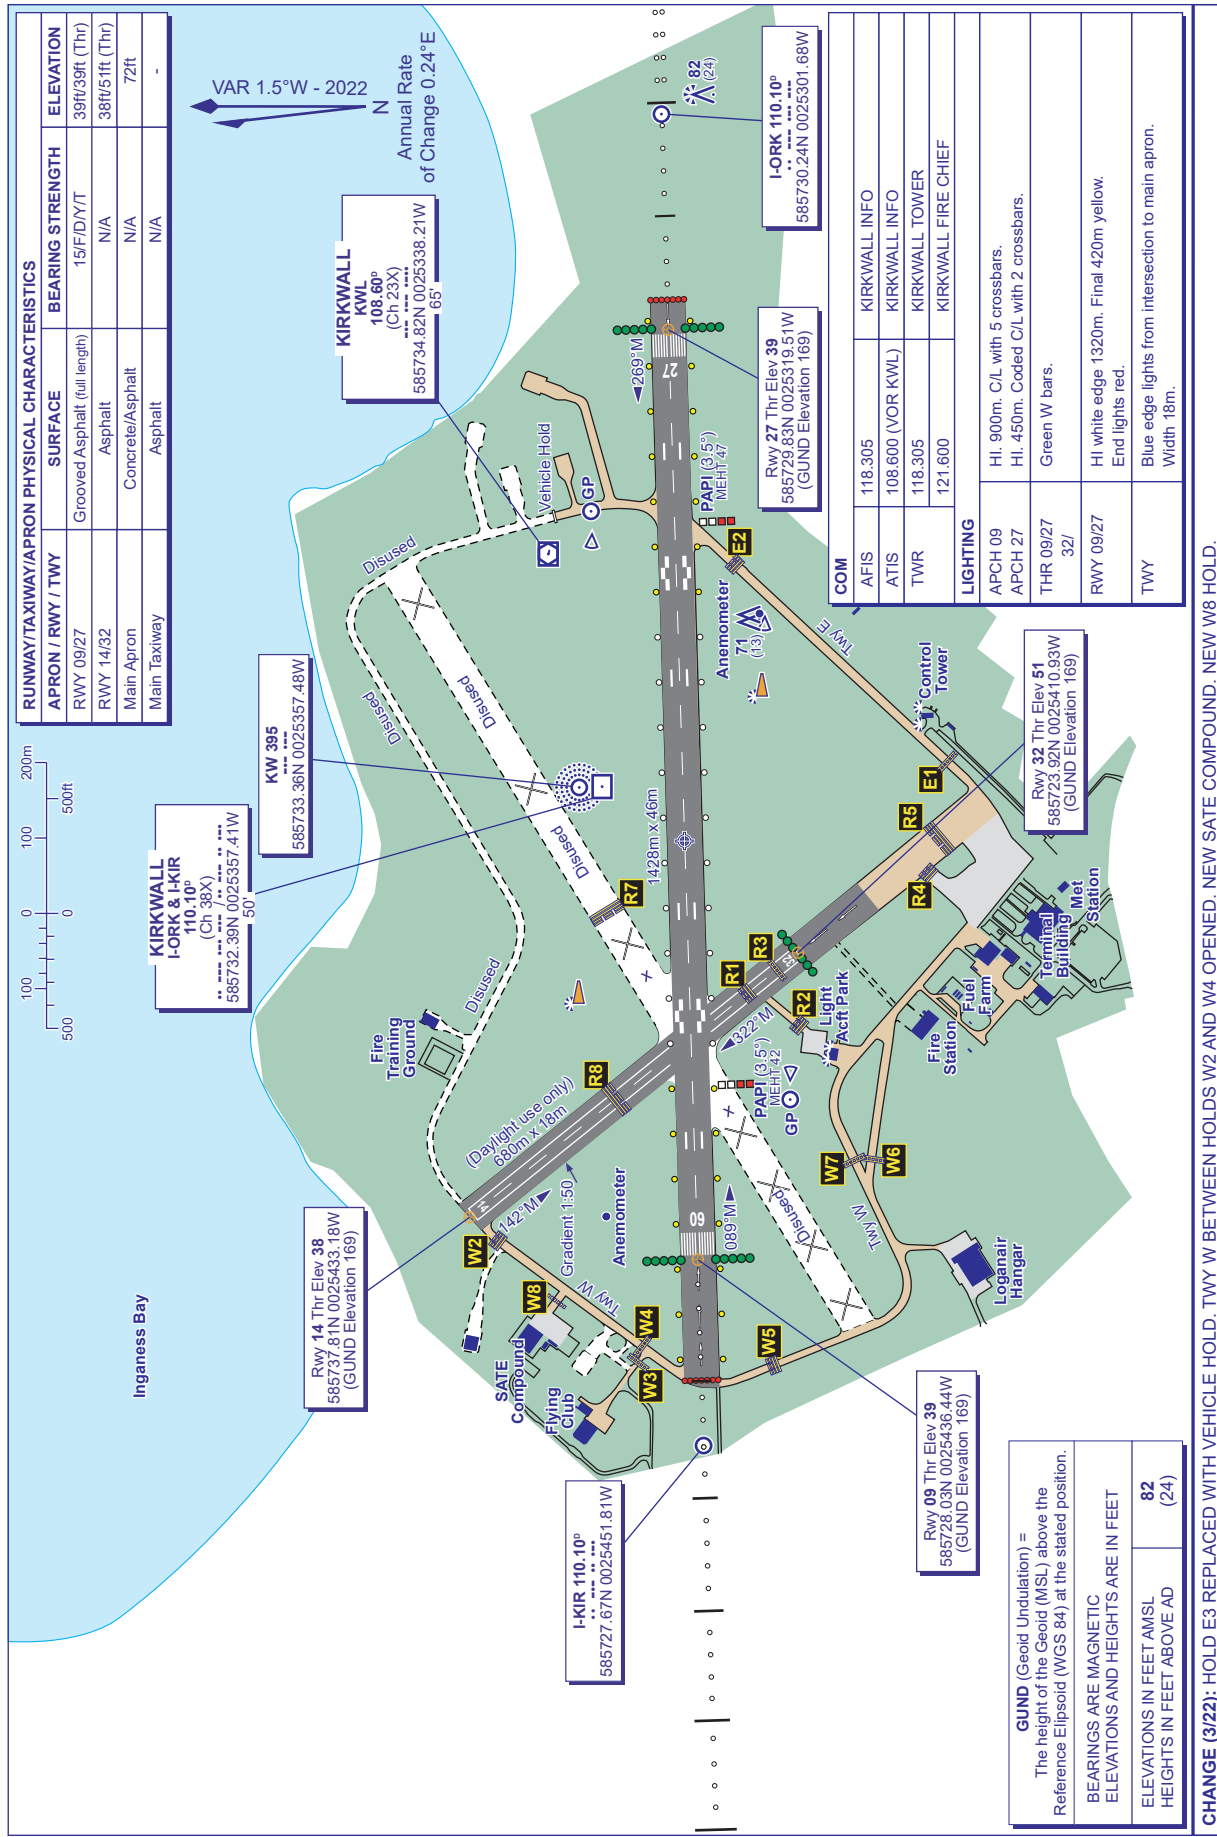 RUNWAY/TAXIWAY/APRON PHYSICAL CHARACTERISTICS
APRON / RWY / TWY SURFACE BEARING STRENGTH ELEVATION
RWY 09/27 Grooved Asphalt (full length) 15/F/D/Y/T 39ft/39ft (Thr)
RWY 14/32 Asphalt N/A 38ft/51ft (Thr)
Main Apron Concrete/Asphalt N/A 72ft
Main Taxiway Asphalt N/A -
VAR 1.5°W - 2022
N
Annual Rate
of Change 0.24°E
100 0 100 200m
500 0 500ft
Inganess Bay
KIRKWALL
I-ORK & I-KIR
110.10ᴰ
(Ch 38X)
585732.39N 0025357.41W
50'
KW 395
585733.36N 0025357.48W
KIRKWALL
KWL
108.60ᴰ
(Ch 23X)
585734.82N 0025338.21W
65'
Rwy 14 Thr Elev 38
585737.81N 0025433.18W
(GUND Elevation 169)
I-KIR 110.10ᴰ
585727.67N 0025451.81W
I-ORK 110.10ᴰ
585730.24N 0025301.68W
Rwy 27 Thr Elev 39
585729.83N 0025319.51W
(GUND Elevation 169)
Rwy 32 Thr Elev 51
585723.92N 0025410.93W
(GUND Elevation 169)
Rwy 09 Thr Elev 39
585728.03N 0025436.44W
(GUND Elevation 169)
Fire
Training
Ground
Disused
Disused
Disused
Disused
Disused
Disused
Vehicle Hold
GP
82
(24)
269°M
27
PAPI (3.5°)
MEHT 47
E2
Anemometer
71
(13)
Twy E
Control
Tower
E1
R5
R4
R7
1428m x 46m
R1
R3
32
R2
322°M
Light
Acft Park
R8
(Daylight use only)
680m x 18m
Gradient 1:50
142°M
14
W2
Anemometer
W8
SATE
Compound
Flying
Club
Twy W
W4
W3
W5
09
089°M
PAPI (3.5°)
MEHT 42
GP
W7
W6
Twy W
Loganair
Hangar
Fire
Station
Fuel
Farm
Terminal
Building
Met
Station
COM
AFIS 118.305 KIRKWALL INFO
ATIS 108.600 (VOR KWL) KIRKWALL INFO
TWR 118.305 KIRKWALL TOWER
121.600 KIRKWALL FIRE CHIEF
LIGHTING
APCH 09 HI. 900m. C/L with 5 crossbars.
APCH 27 HI. 450m. Coded C/L with 2 crossbars.
THR 09/27 Green W bars.
32/
RWY 09/27 HI white edge 1320m. Final 420m yellow.
End lights red.
TWY Blue edge lights from intersection to main apron.
Width 18m.
GUND (Geoid Undulation) =
The height of the Geoid (MSL) above the
Reference Elipsoid (WGS 84) at the stated position.
BEARINGS ARE MAGNETIC
ELEVATIONS AND HEIGHTS ARE IN FEET
ELEVATIONS IN FEET AMSL 82
HEIGHTS IN FEET ABOVE AD (24)
CHANGE (3/22): HOLD E3 REPLACED WITH VEHICLE HOLD. TWY W BETWEEN HOLDS W2 AND W4 OPENED. NEW SATE COMPOUND. NEW W8 HOLD.